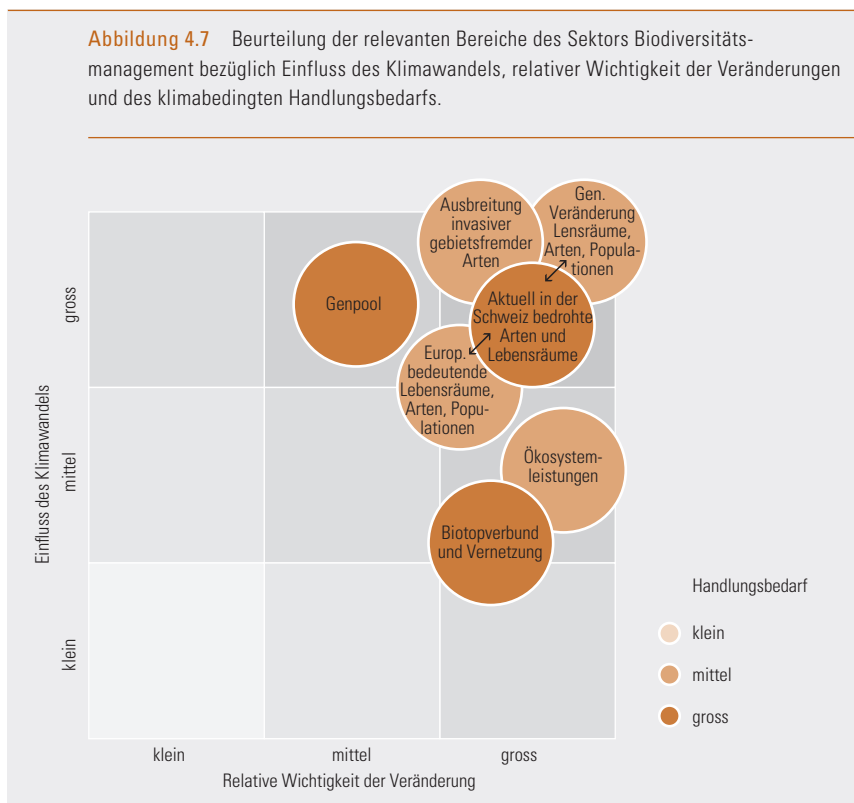 Abbildung 4.7 Beurteilung der relevanten Bereiche des Sektors Biodiversitäts-
management bezüglich Einfluss des Klimawandels, relativer Wichtigkeit der Veränderungen
und des klimabedingten Handlungsbedarfs.
Ausbreitung
invasiver
gebietsfremder
Arten
Gen.
Veränderung
Lensräume,
Arten, Popula-
tionen
Genpool
Aktuell in der
Schweiz bedrohte
Arten und
Lebensräume
Europ.
bedeutende
Lebensräume,
Arten, Popu-
lationen
Ökosystem-
leistungen
Biotopverbund
und Vernetzung
Einfluss des Klimawandels
gross
mittel
klein
klein
mittel
gross
Relative Wichtigkeit der Veränderung
Handlungsbedarf
klein
mittel
gross